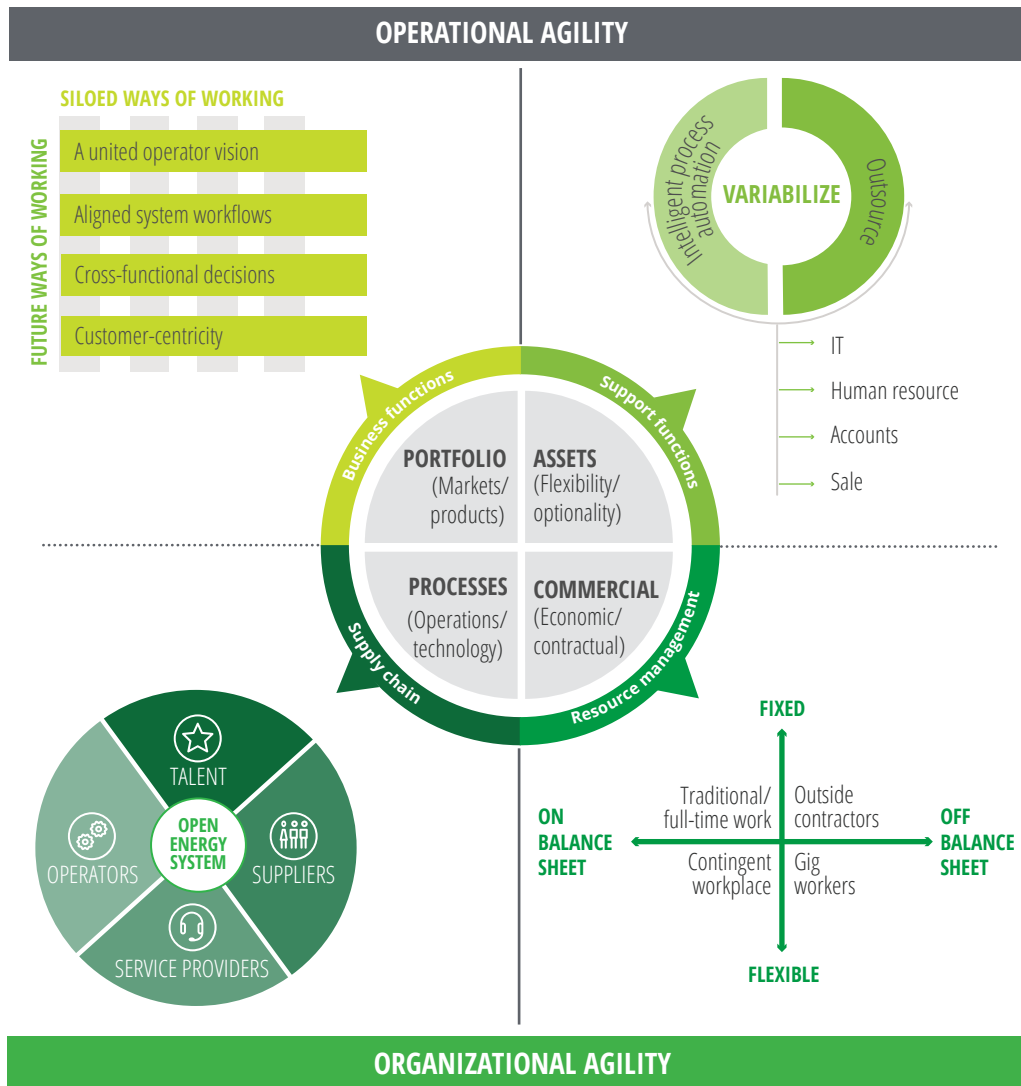 OPERATIONAL AGILITY
SILOED WAYS OF WORKING
FUTURE WAYS OF WORKING
A united operator vision
Aligned system workflows
Cross-functional decisions
Customer-centricity
Intelligent process
automation
VARIABILIZE
Outsource
IT
Human resource
Accounts
Sale
Business functions
Support functions
PORTFOLIO
(Markets/
products)
ASSETS
(Flexibility/
optionality)
PROCESSES
(Operations/
technology)
COMMERCIAL
(Economic/
contractual)
Supply chain
Resource management
TALENT
OPERATORS
OPEN
ENERGY
SYSTEM
SUPPLIERS
SERVICE PROVIDERS
FIXED
ON
BALANCE
SHEET
Traditional/
full-time work
Outside
contractors
Contingent
workplace
Gig
workers
OFF
BALANCE
SHEET
FLEXIBLE
ORGANIZATIONAL AGILITY